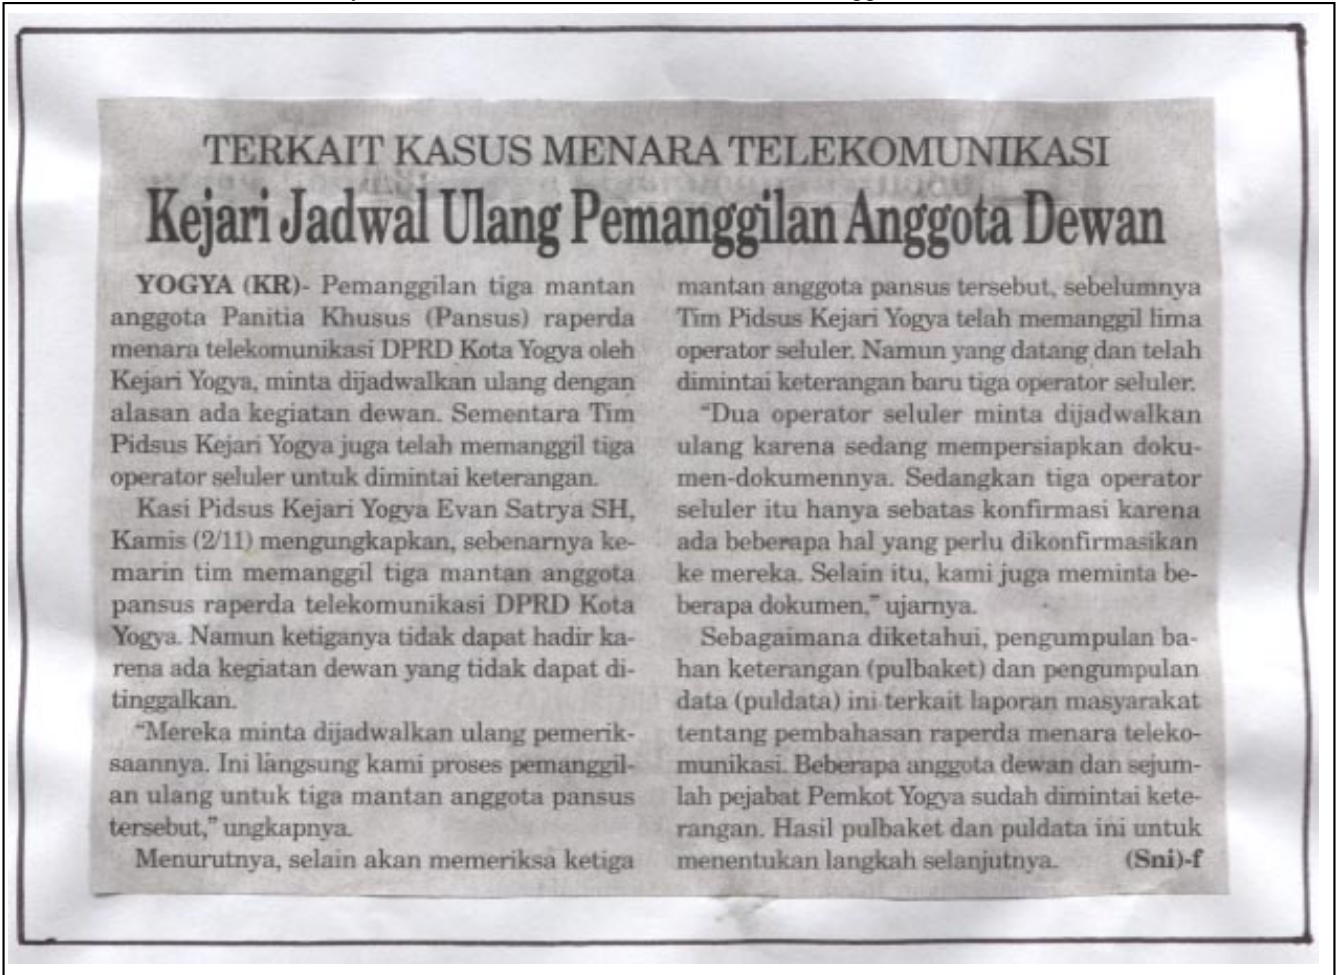 TERKAIT KASUS MENARA TELEKOMUNIKASI
Kejari Jadwal Ulang Pemanggilan Anggota Dewan
YOGYA (KR)- Pemanggilan tiga mantan
anggota Panitia Khusus (Pansus) raperda
menara telekomunikasi DPRD Kota Yogya oleh
Kejari Yogya, minta dijadwalkan ulang dengan
alasan ada kegiatan dewan. Sementara Tim
Pidsus Kejari Yogya juga telah memanggil tiga
operator seluler untuk dimintai keterangan.
Kasi Pidsus Kejari Yogya Evan Satrya SH,
Kamis (2/11) mengungkapkan, sebenarnya ke-
marin tim memanggil tiga mantan anggota
pansus raperda telekomunikasi DPRD Kota
Yogya. Namun ketiganya tidak dapat hadir ka-
rena ada kegiatan dewan yang tidak dapat di-
tinggalkan.
"Mereka minta dijadwalkan ulang pemerik-
saannya. Ini langsung kami proses pemanggil-
an ulang untuk tiga mantan anggota pansus
tersebut," ungkapnya.
Menurutnya, selain akan memeriksa ketiga
mantan anggota pansus tersebut, sebelumnya
Tim Pidsus Kejari Yogya telah memanggil lima
operator seluler. Namun yang datang dan telah
dimintai keterangan baru tiga operator seluler.
"Dua operator seluler minta dijadwalkan
ulang karena sedang mempersiapkan doku-
men-dokumennya. Sedangkan tiga operator
seluler itu hanya sebatas konfirmasi karena
ada beberapa hal yang perlu dikonfirmasikan
ke mereka. Selain itu, kami juga meminta be-
berapa dokumen," ujarnya.
Sebagaimana diketahui, pengumpulan ba-
han keterangan (pulbaket) dan pengumpulan
data (puldata) ini terkait laporan masyarakat
tentang pembahasan raperda menara teleko-
munikasi. Beberapa anggota dewan dan sejum-
lah pejabat Pemkot Yogya sudah dimintai kete-
rangan. Hasil pulbaket dan puldata ini untuk
menentukan langkah selanjutnya. (Sni)-f